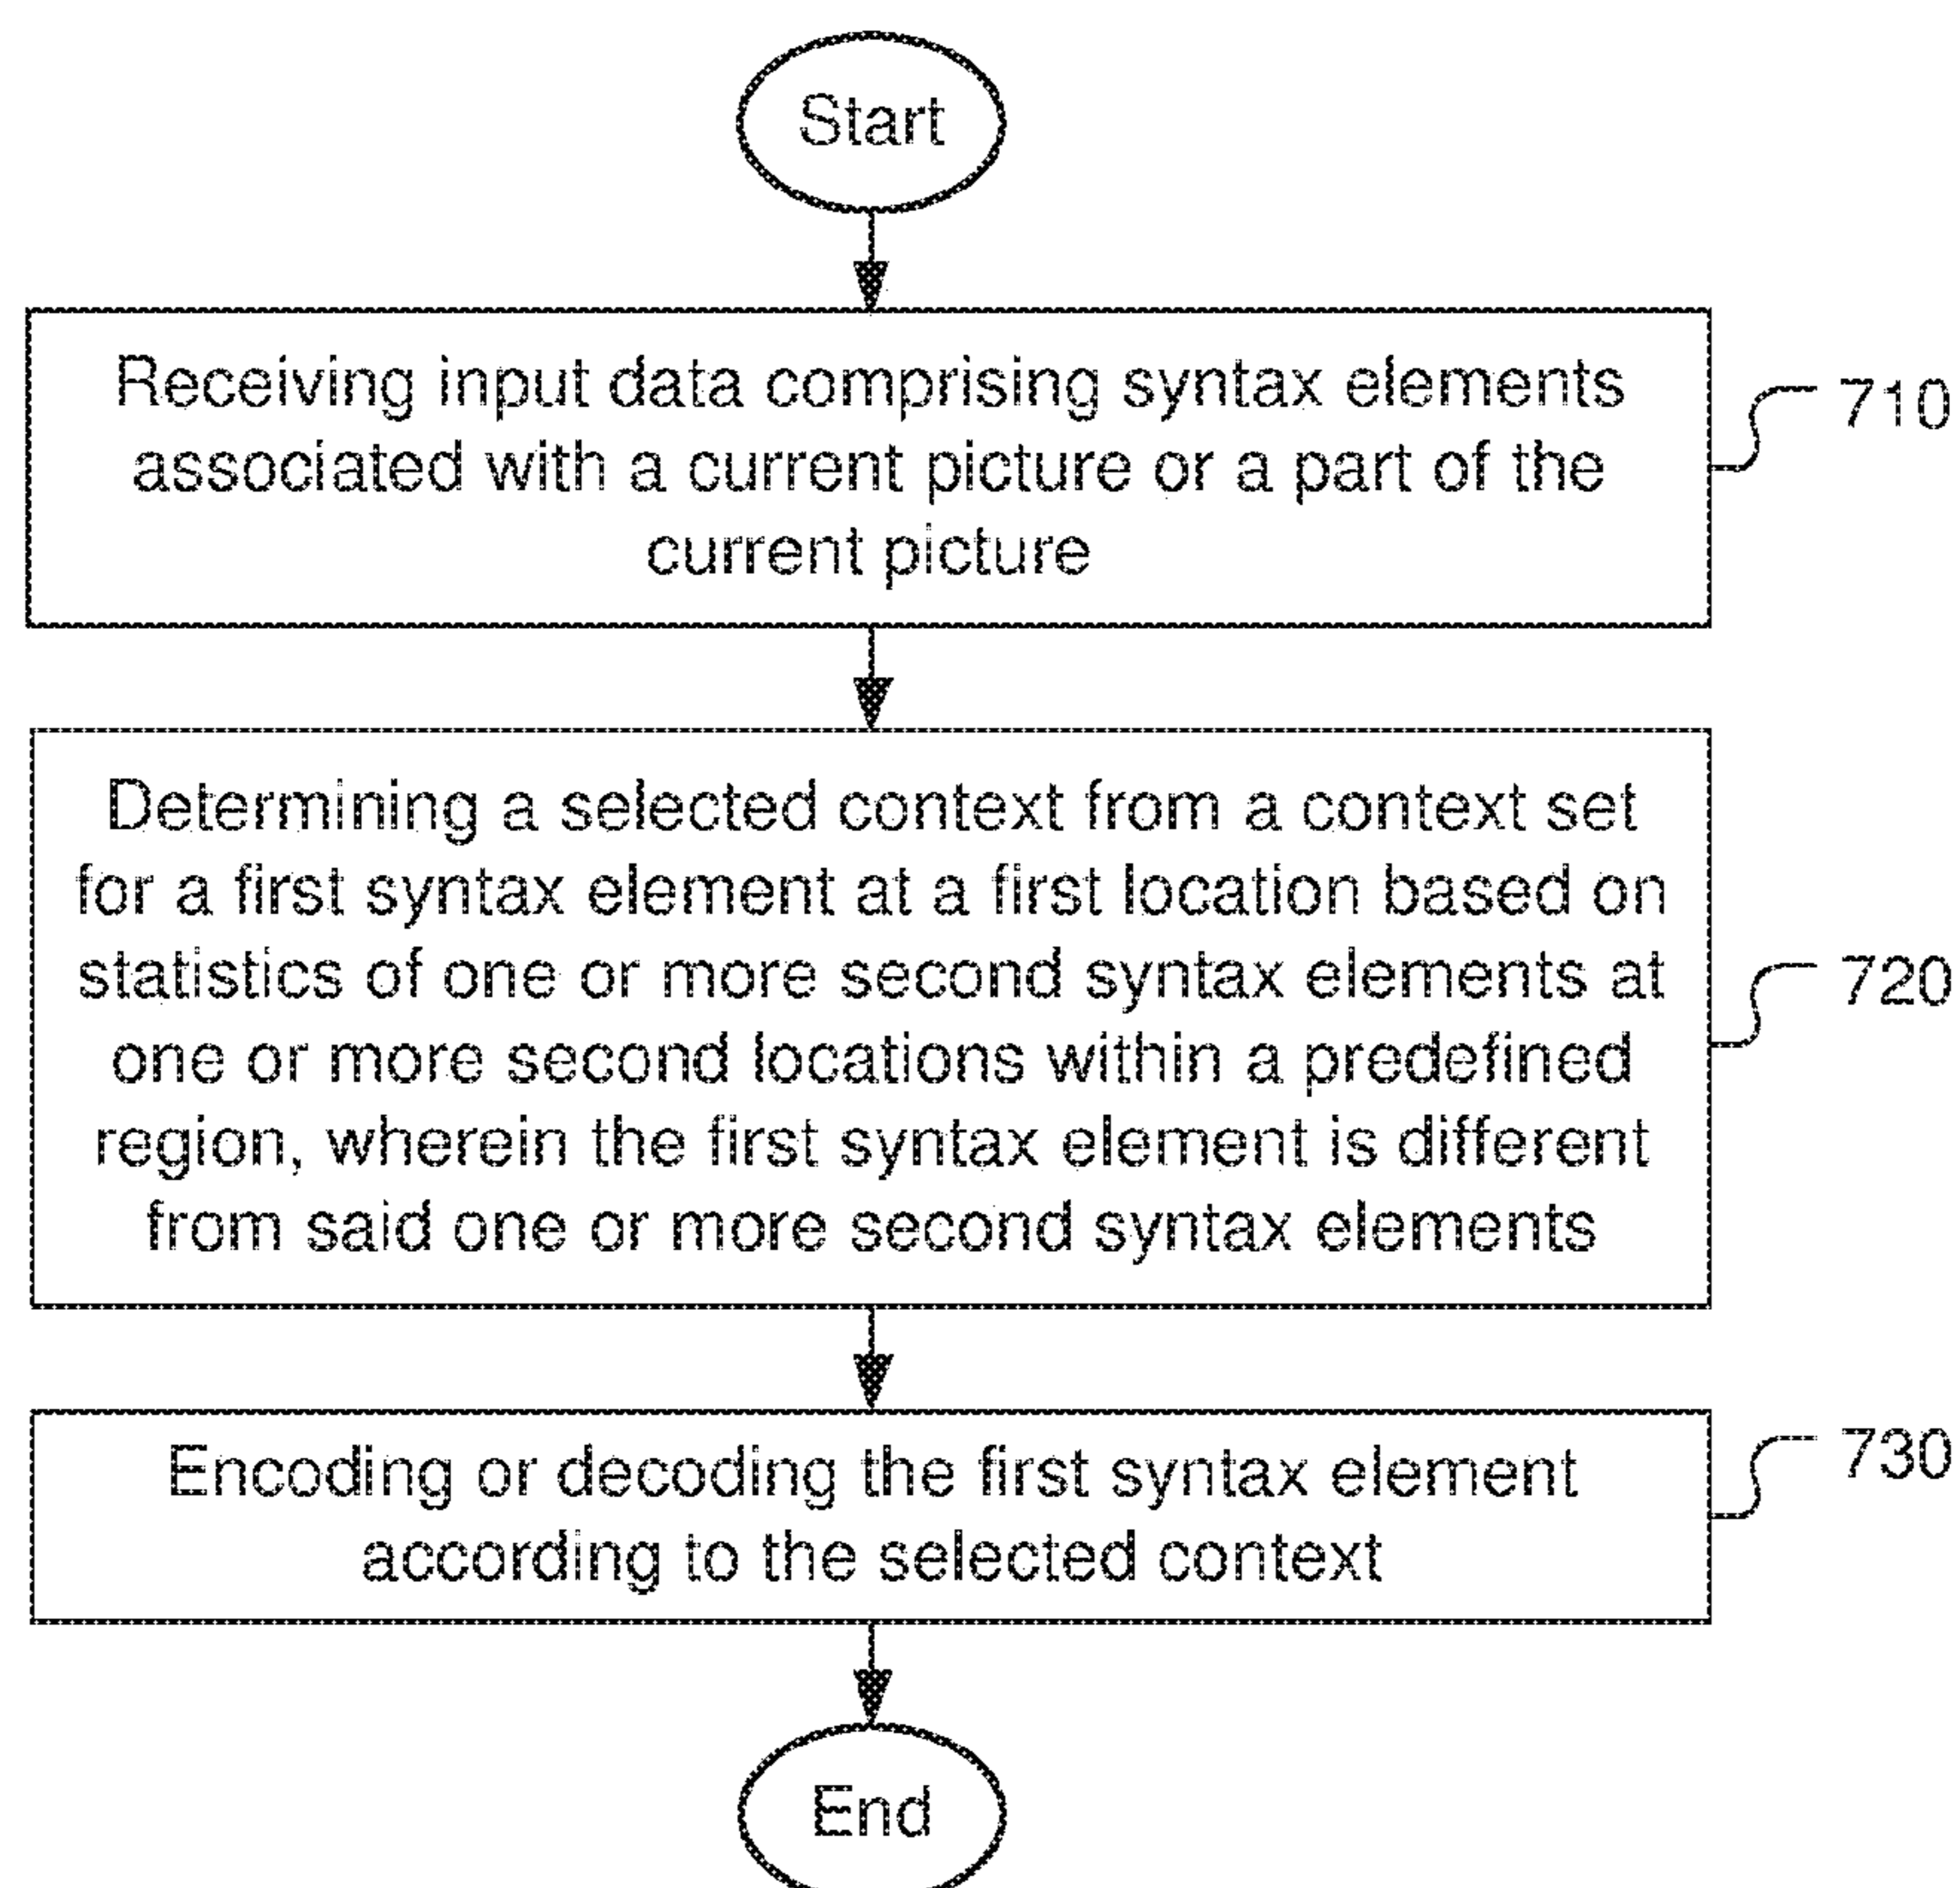 Start
Receiving input data comprising syntax elements
associated with a current picture or a part of the
current picture
710
Determining a selected context from a context set
for a first syntax element at a first location based on
statistics of one or more second syntax elements at
one or more second locations within a predefined
region, wherein the first syntax element is different
from said one or more second syntax elements
720
Encoding or decoding the first syntax element
according to the selected context
730
End